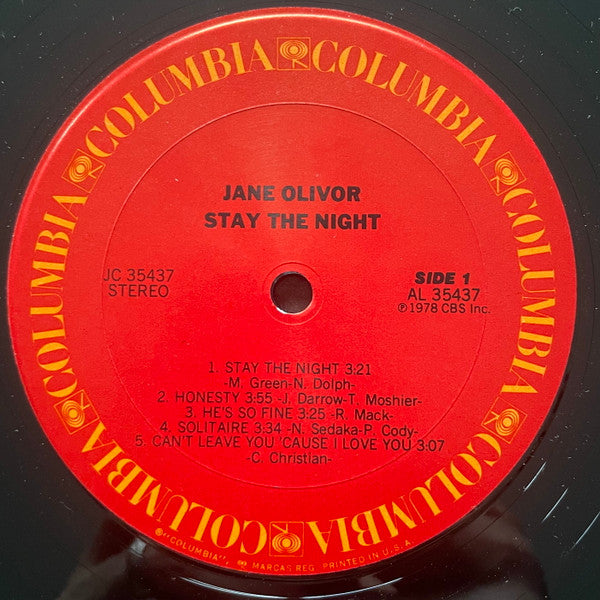 COLUMBIA COLUMBIA COLUMBIA COLUMBIA COLUMBIA COLUMBIA COLUMBIA COLUMBIA
JANE OLIVOR
STAY THE NIGHT
JC 35437
STEREO
SIDE 1
AL 35437
℗1978 CBS Inc.
1. STAY THE NIGHT 3:21
-M. Green-N. Dolph-
2. HONESTY 3:55 -J. Darrow-T. Moshier-
3. HE'S SO FINE 3:25 -R. Mack-
4. SOLITAIRE 3:34 -N. Sedaka-P. Cody-
5. CAN'T LEAVE YOU 'CAUSE I LOVE YOU 3:07
-C. Christian-
®"COLUMBIA", MARCAS REG. PRINTED IN U.S.A.